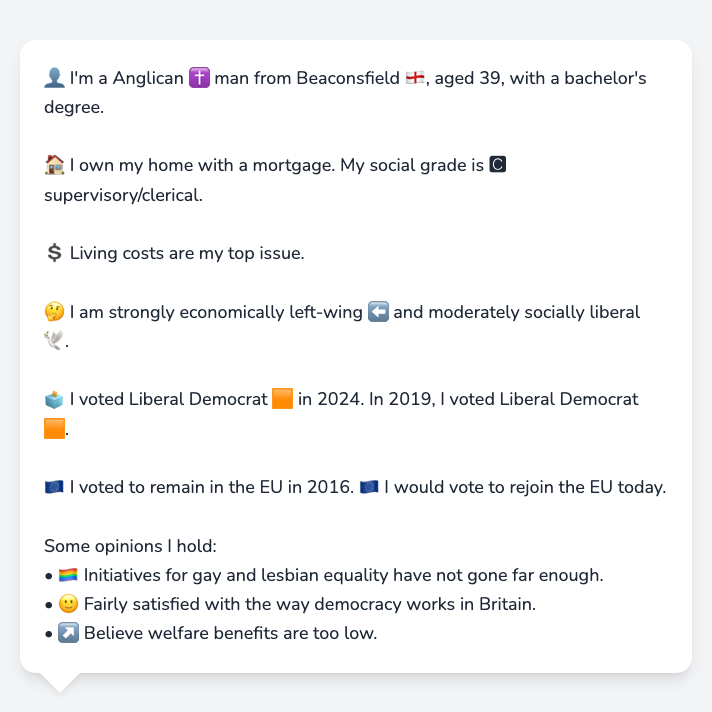 👤 I'm a Anglican ✝️ man from Beaconsfield 🏴󠁧󠁢󠁥󠁮󠁧󠁿, aged 39, with a bachelor's
degree.
🏠 I own my home with a mortgage. My social grade is 🅲
supervisory/clerical.
💲 Living costs are my top issue.
🤔 I am strongly economically left-wing ⬅️ and moderately socially liberal
🕊️.
🗳️ I voted Liberal Democrat 🟧 in 2024. In 2019, I voted Liberal Democrat
🟧.
🇪🇺 I voted to remain in the EU in 2016. 🇪🇺 I would vote to rejoin the EU today.
Some opinions I hold:
• 🏳️‍🌈 Initiatives for gay and lesbian equality have not gone far enough.
• 🙂 Fairly satisfied with the way democracy works in Britain.
• ↗️ Believe welfare benefits are too low.